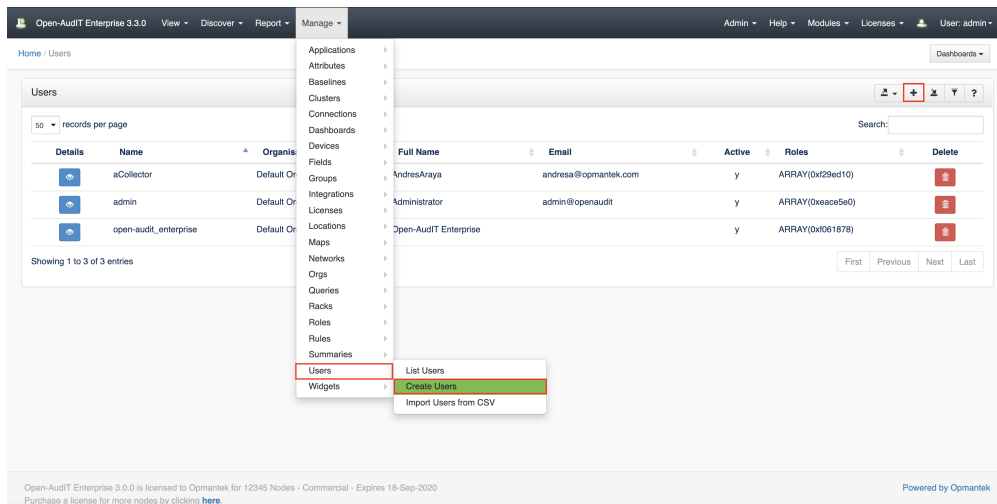 Open-AudIT Enterprise 3.3.0 View Discover Report Manage Admin Help Modules Licenses User: admin
Home / Users
Dashboards
Applications
Attributes
Baselines
Clusters
Connections
Dashboards
Devices
Fields
Groups
Integrations
Licenses
Locations
Maps
Networks
Orgs
Queries
Racks
Roles
Rules
Summaries
Users
Widgets
List Users
Create Users
Import Users from CSV
Users
+ ?
50 records per page
Search:
Details Name Full Name Email Active Roles Delete
aCollector Default AndresAraya andresa@opmantek.com y ARRAY(0xf29ed10)
admin Default Administrator admin@openaudit y ARRAY(0xeace5e0)
open-audit_enterprise Default Open-AudIT Enterprise y ARRAY(0xf061878)
Showing 1 to 3 of 3 entries
First Previous Next Last
Open-AudIT Enterprise 3.0.0 is licensed to Opmantek for 12345 Nodes - Commercial - Expires 18-Sep-2020
Purchase a license for more nodes by clicking here.
Powered by Opmantek